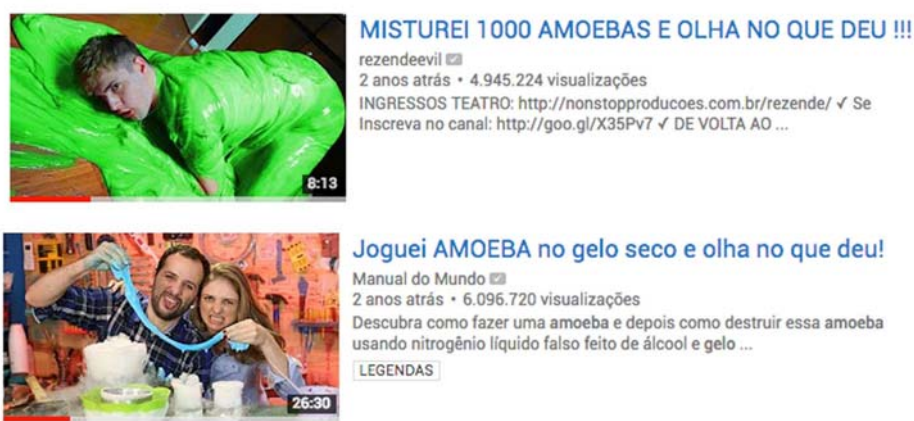 MISTUREI 1000 AMOEBAS E OLHA NO QUE DEU !!!
rezendeevil
2 anos atrás • 4.945.224 visualizações
INGRESSOS TEATRO: http://nonstopproducoes.com.br/rezende/ ✓ Se
Inscreva no canal: http://goo.gl/X35Pv7 ✓ DE VOLTA AO ...
8:13
Joguei AMOEBA no gelo seco e olha no que deu!
Manual do Mundo
2 anos atrás • 6.096.720 visualizações
Descubra como fazer uma amoeba e depois como destruir essa amoeba
usando nitrogênio líquido falso feito de álcool e gelo ...
LEGENDAS
26:30